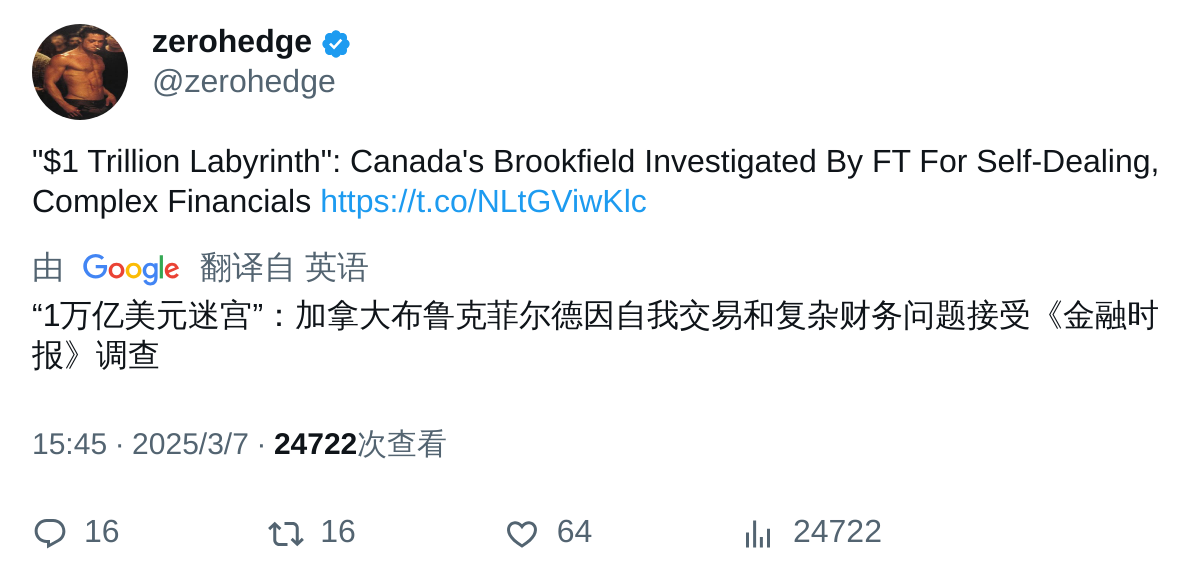 zerohedge
@zerohedge
"$1 Trillion Labyrinth": Canada's Brookfield Investigated By FT For Self-Dealing,
Complex Financials https://t.co/NLtGViwKlc
由 Google 翻译自 英语
“1万亿美元迷宫”：加拿大布鲁克菲尔德因自我交易和复杂财务问题接受《金融时
报》调查
15:45 · 2025/3/7 · 24722次查看
16 16 64 24722